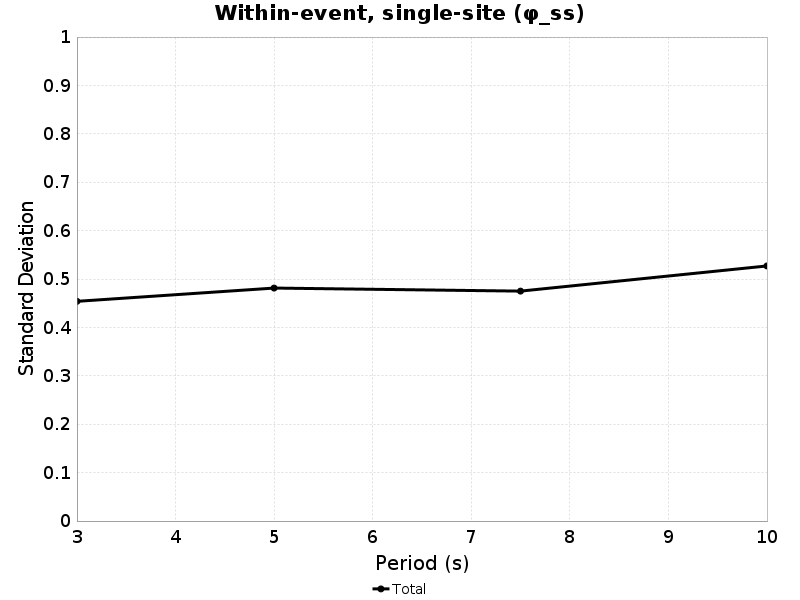 Within-event, single-site (φ_ss)
1
0.9
0.8
0.7
0.6
0.5
0.4
0.3
0.2
0.1
0
Standard Deviation
3 4 5 6 7 8 9 10
Period (s)
Total